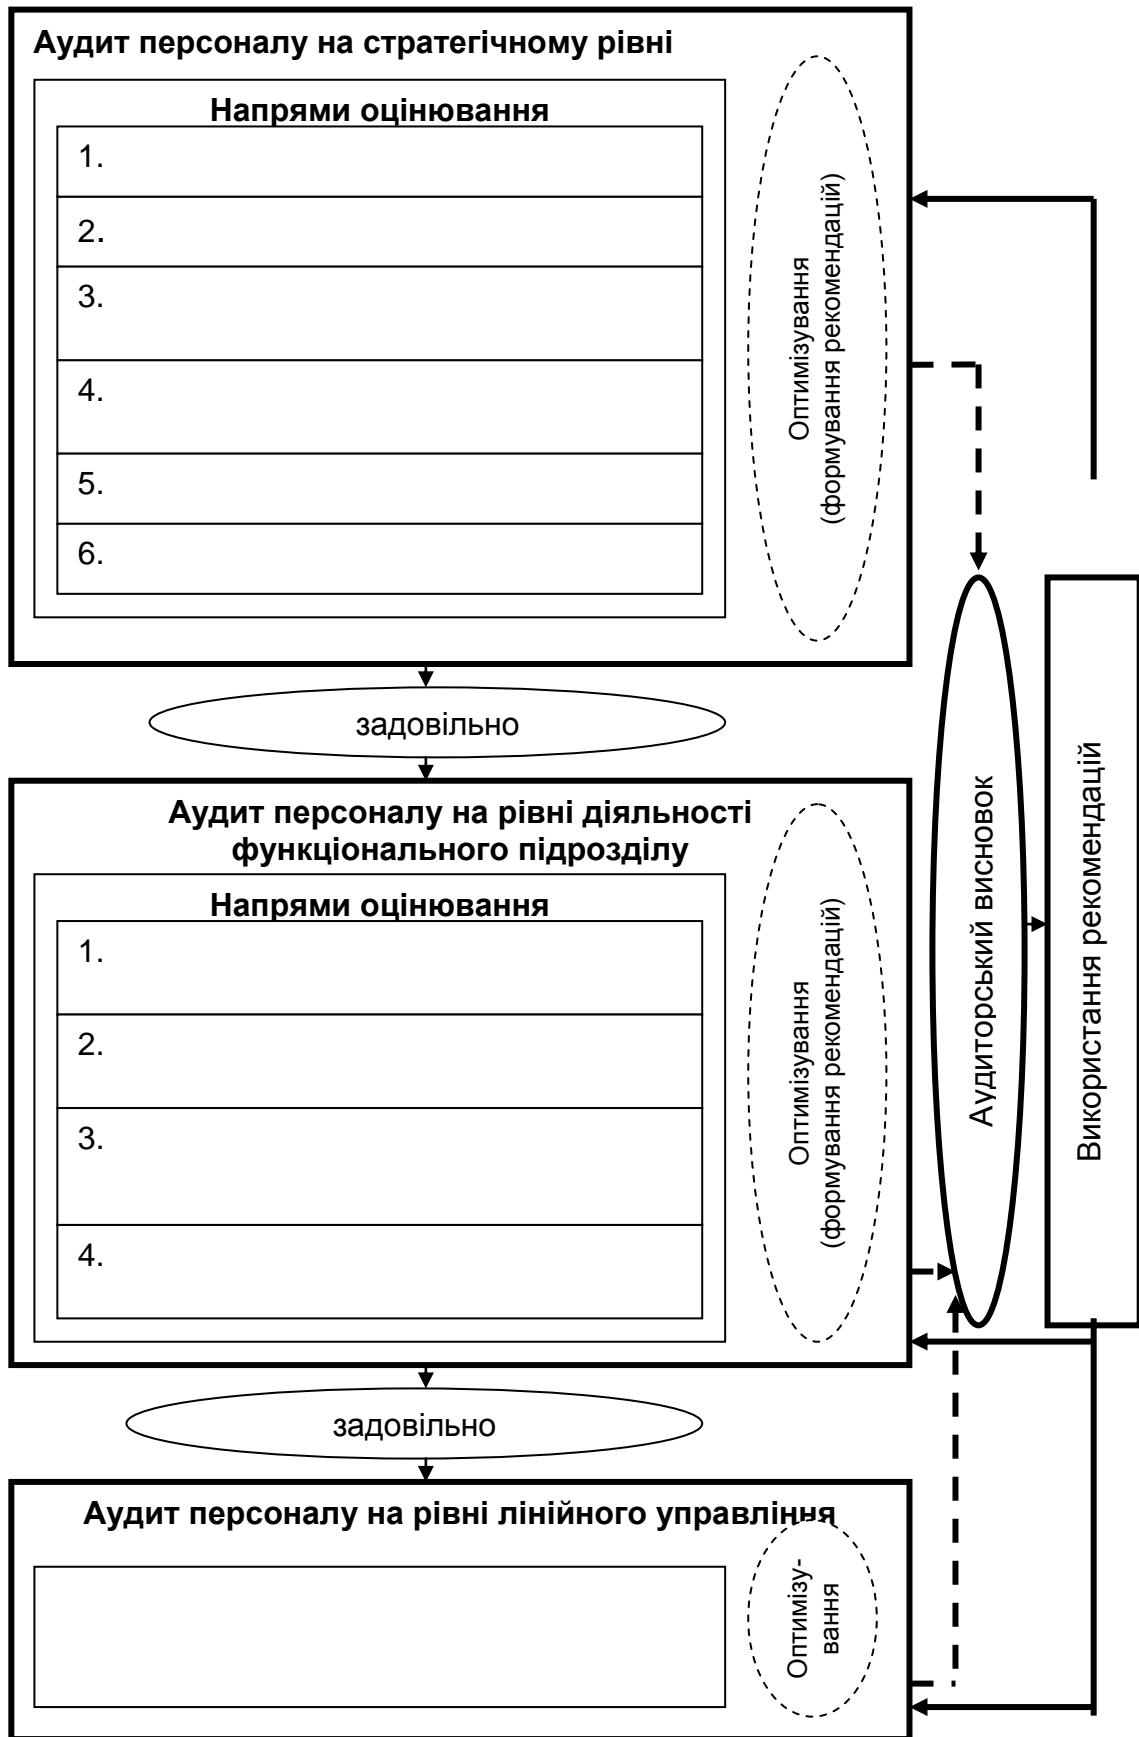 Аудит персоналу на стратегічному рівні
Напрями оцінювання
1.
2.
3.
4.
5.
6.
Оптимізування
(формування рекомендацій)
задовільно
Аудит персоналу на рівні діяльності
функціонального підрозділу
Напрями оцінювання
1.
2.
3.
4.
Оптимізування
(формування рекомендацій)
Аудиторський висновок
Використання рекомендацій
задовільно
Аудит персоналу на рівні лінійного управління
Оптимізу-
вання